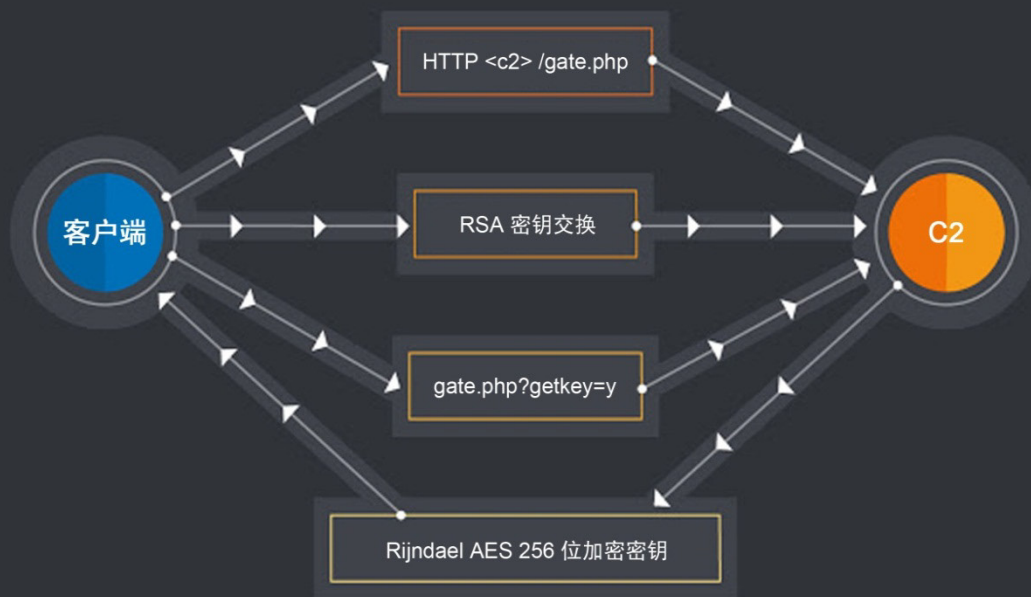 HTTP <c2> /gate.php
客户端
RSA 密钥交换
C2
gate.php?getkey=y
Rijndael AES 256 位加密密钥